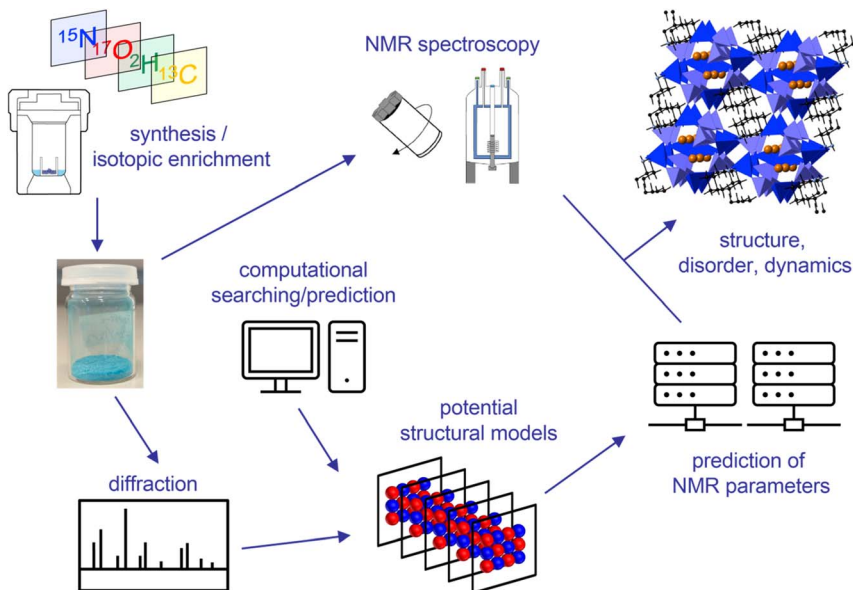 15N
17O
2H
13C
synthesis /
isotopic enrichment
NMR spectroscopy
structure,
disorder, dynamics
computational
searching/prediction
potential
structural models
prediction of
NMR parameters
diffraction